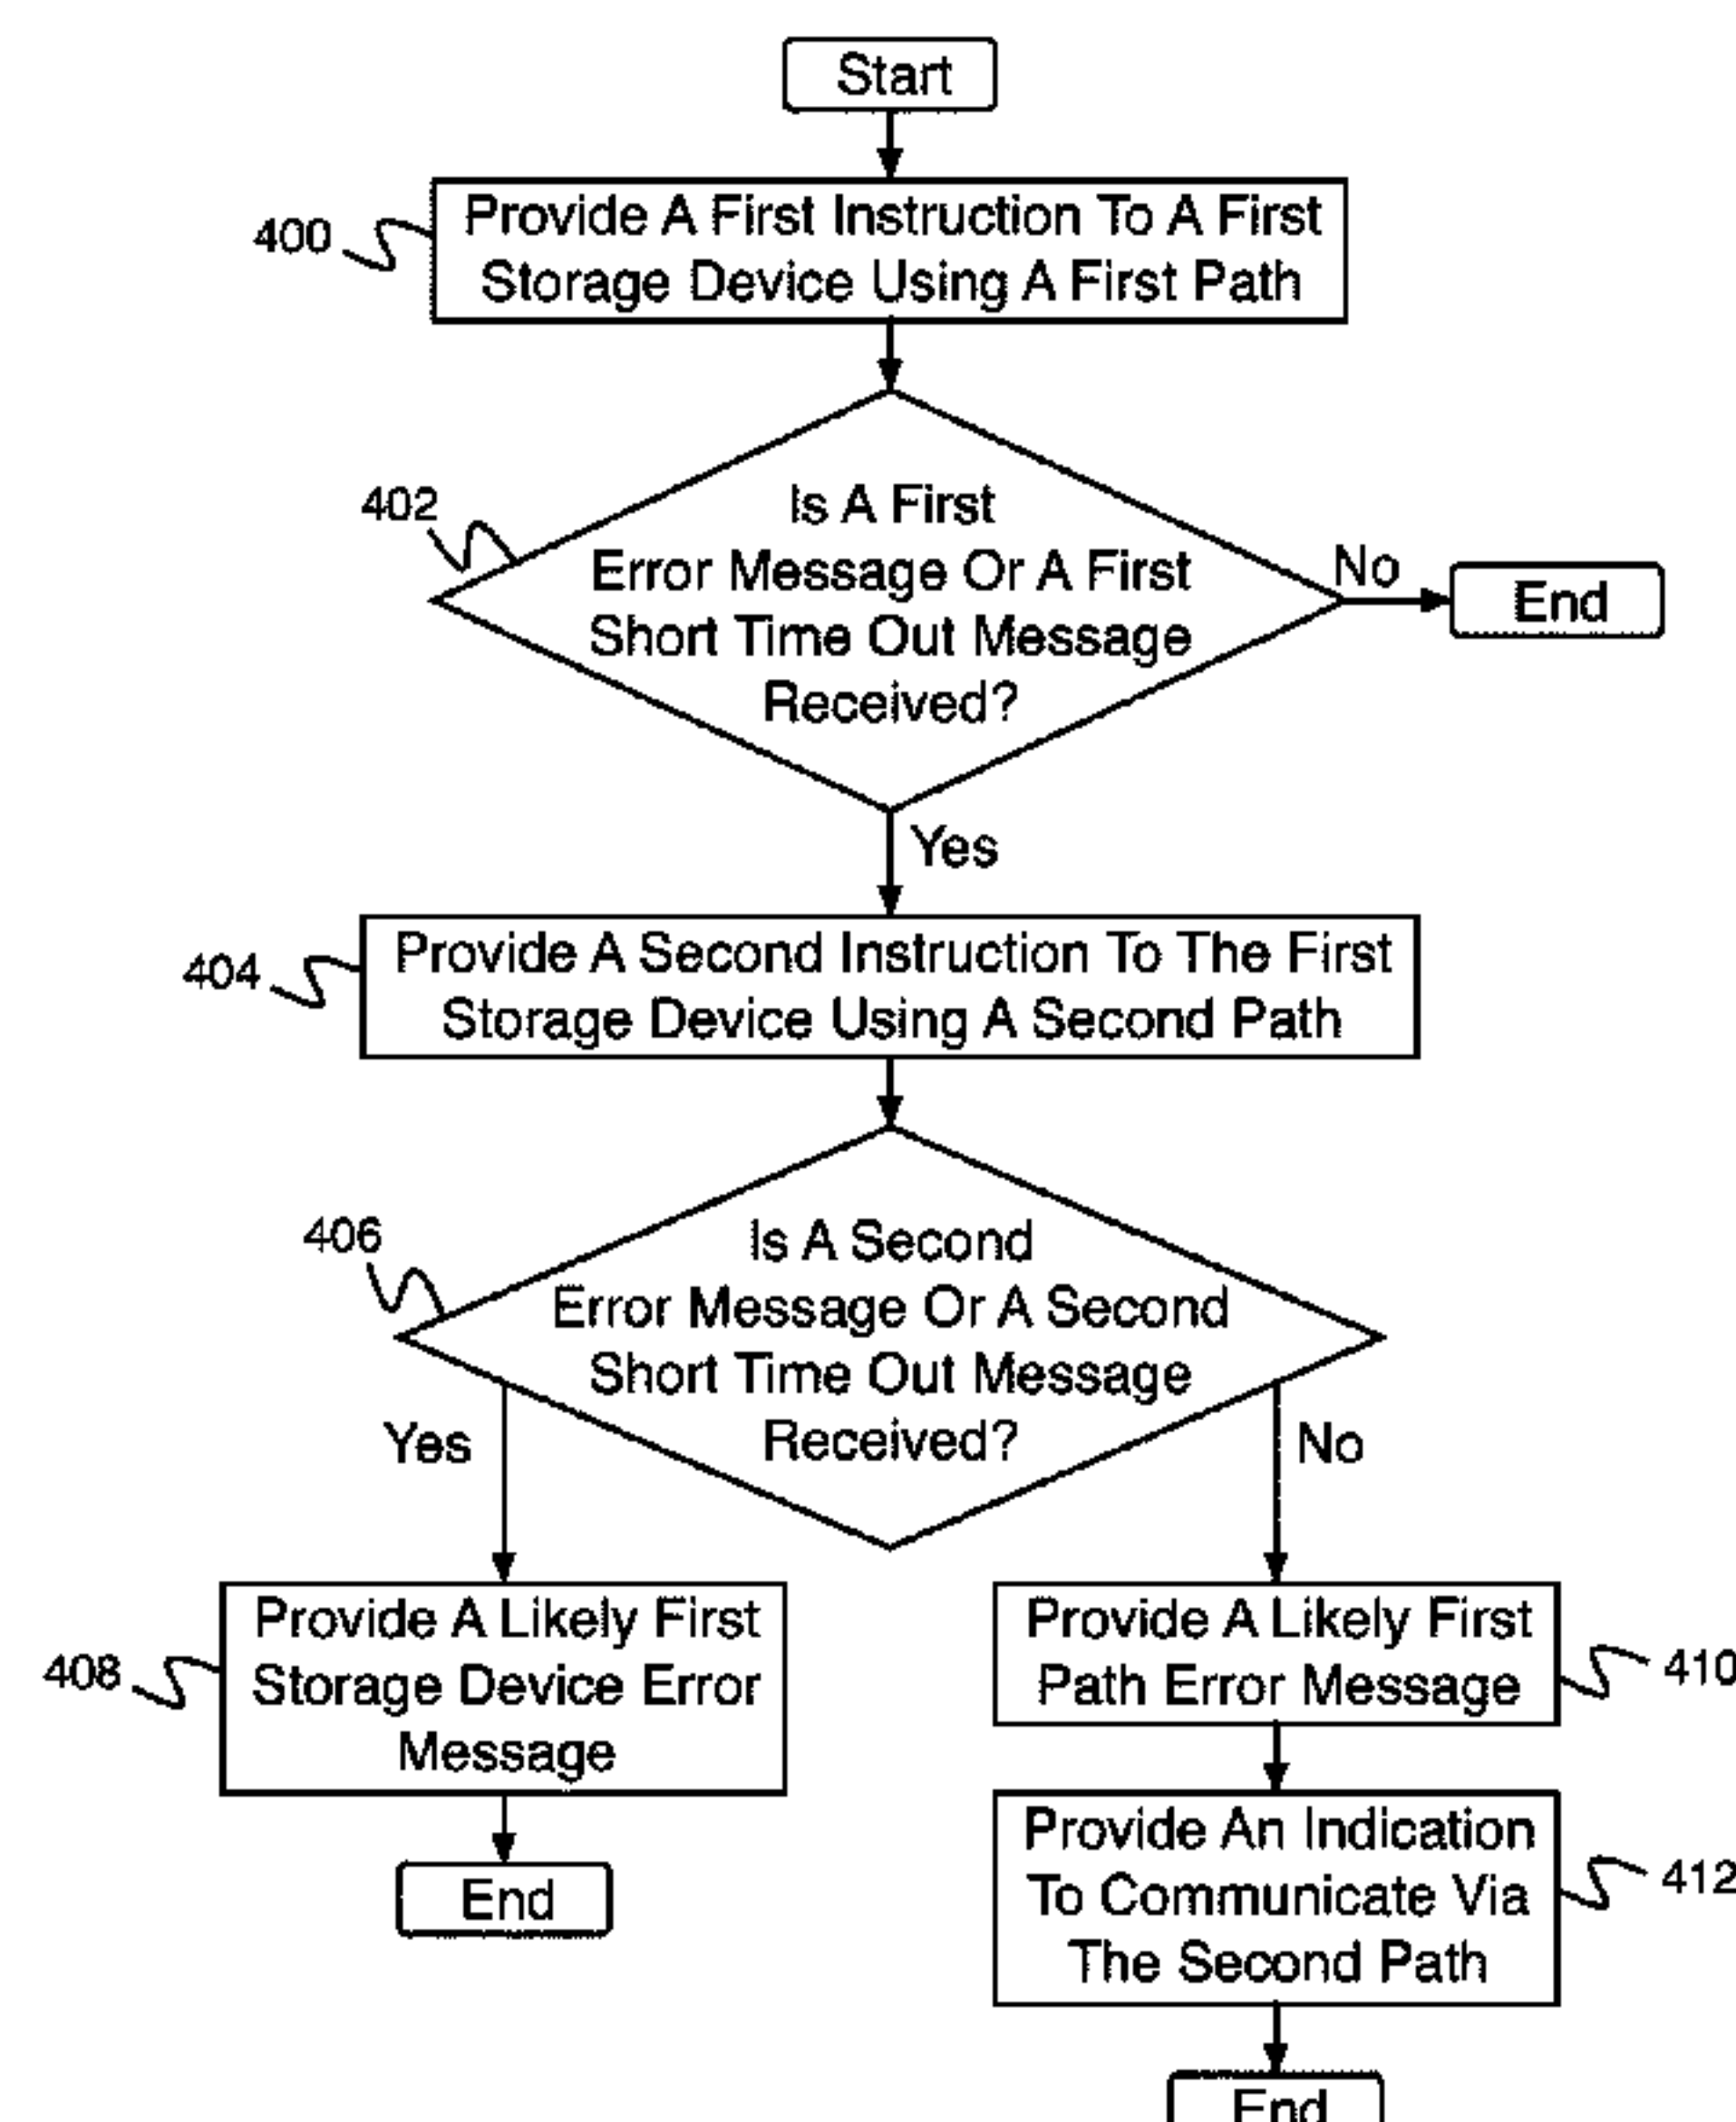 Start
400
Provide A First Instruction To A First
Storage Device Using A First Path
402
Is A First
Error Message Or A First
Short Time Out Message
Received?
No
End
Yes
404
Provide A Second Instruction To The First
Storage Device Using A Second Path
406
Is A Second
Error Message Or A Second
Short Time Out Message
Received?
Yes
No
408
Provide A Likely First
Storage Device Error
Message
Provide A Likely First
Path Error Message
410
End
Provide An Indication
To Communicate Via
The Second Path
412
End